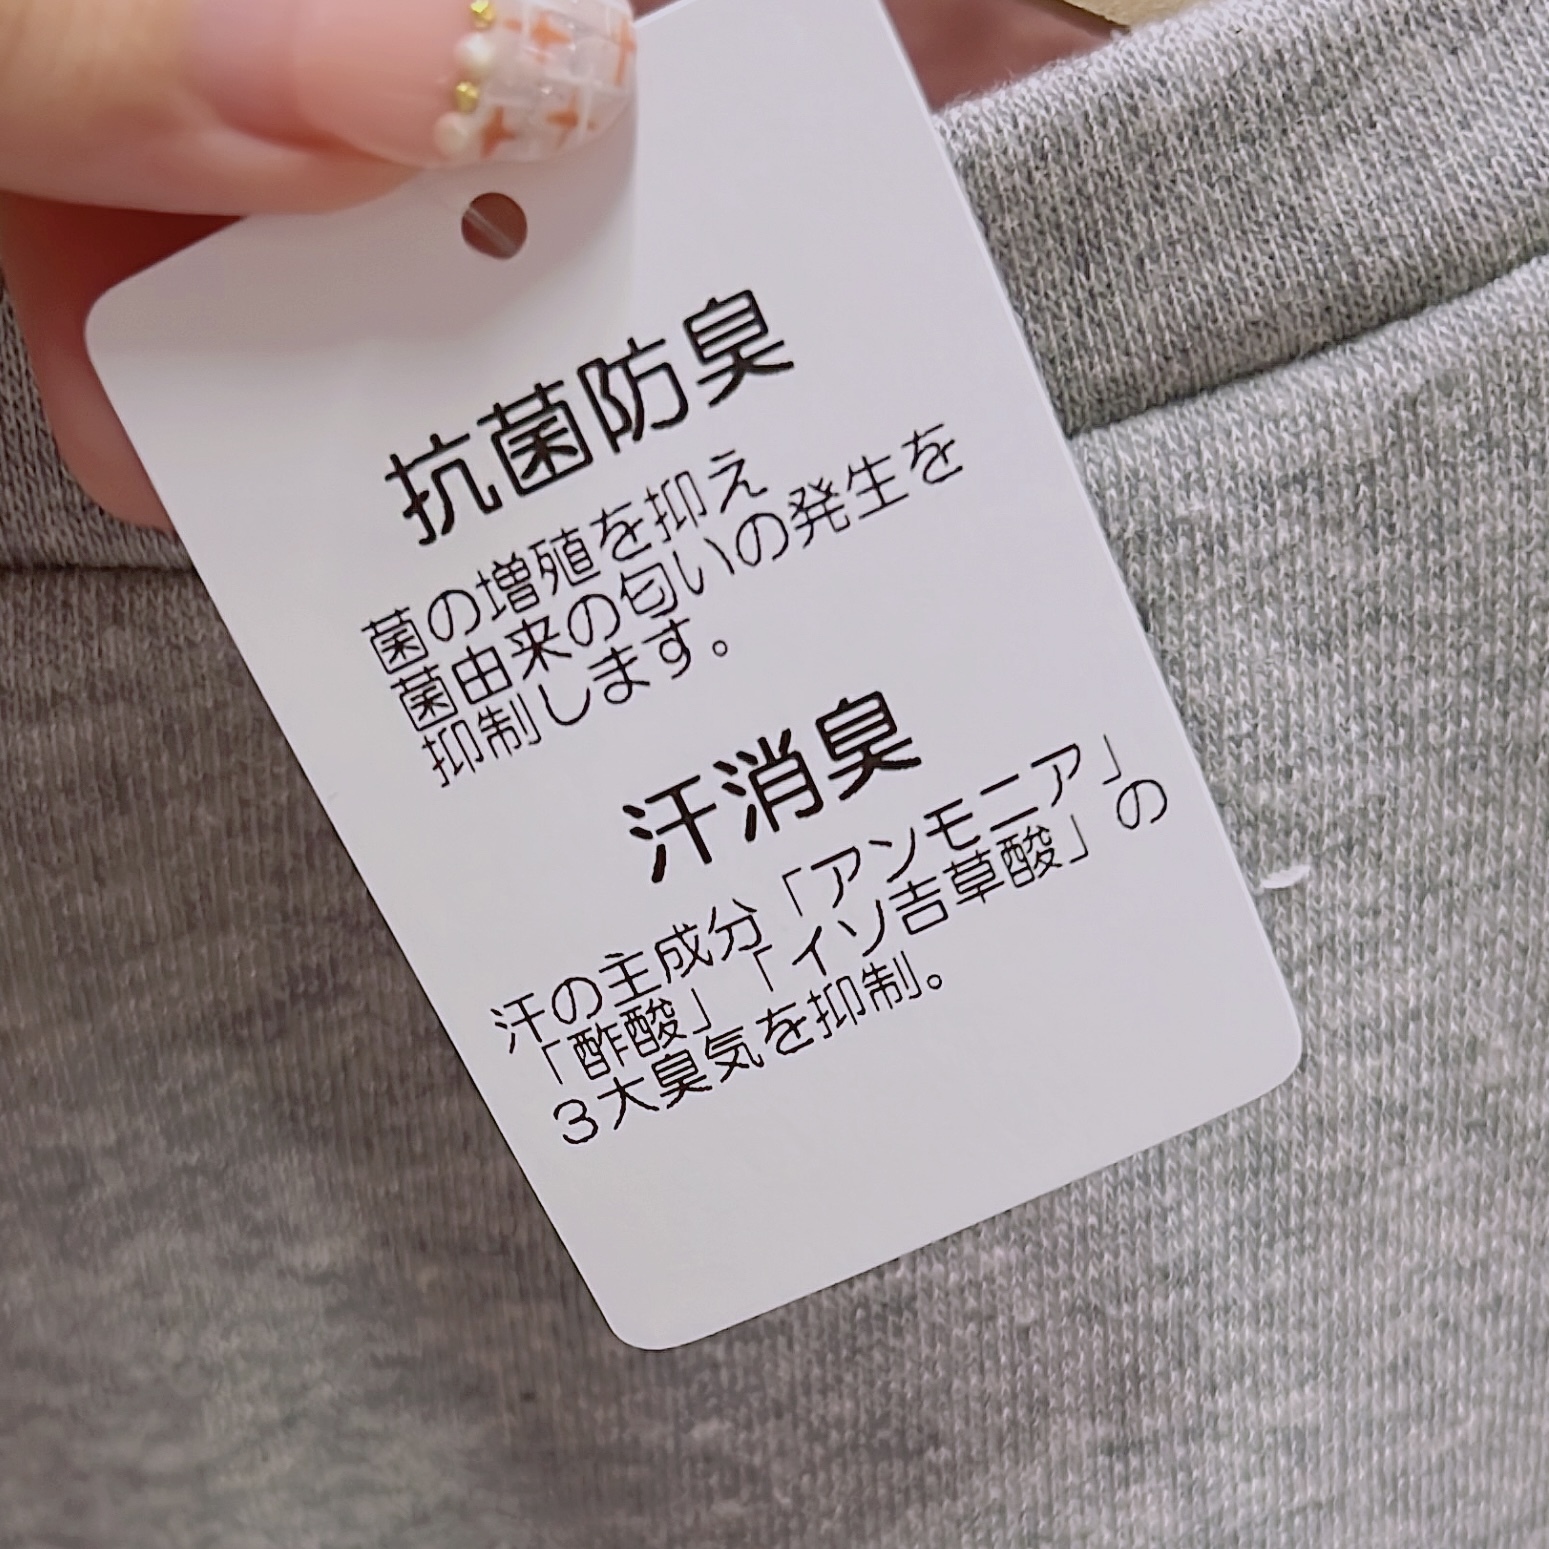 抗菌防臭
菌の増殖を抑え
菌由来の匂いの発生を
抑制します。
汗消臭
汗の主成分「アンモニア」
「酢酸」「イソ吉草酸」の
3大臭気を抑制。